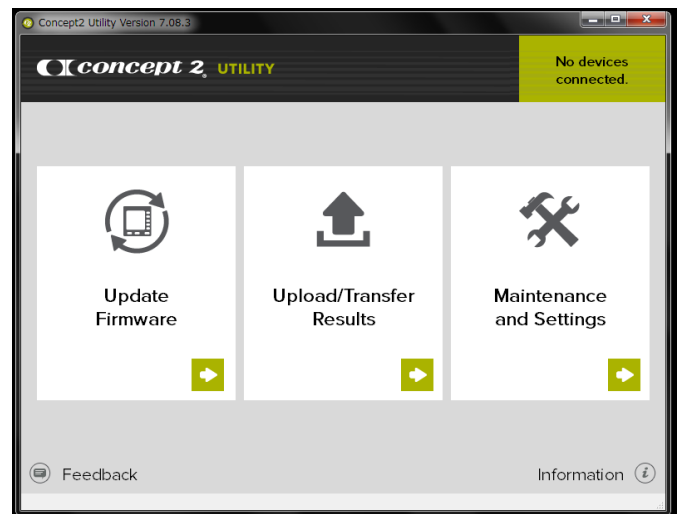 Concept2 Utility Version 7.08.3
concept 2 UTILITY
No devices
connected.
Update
Firmware
Upload/Transfer
Results
Maintenance
and Settings
Feedback
Information